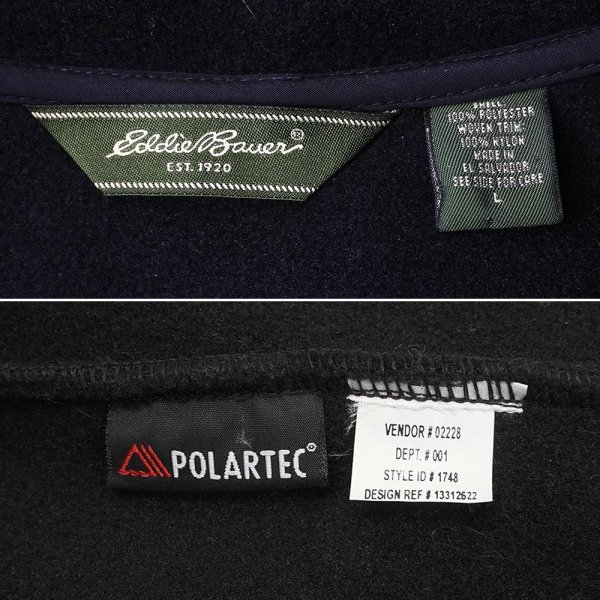 Eddie Bauer®
EST. 1920
SHELL
100% POLYESTER
WOVEN TRIM:
100% NYLON
MADE IN
EL SALVADOR
SEE SIDE FOR CARE
L
POLARTEC®
VENDOR # 02228
DEPT. # 001
STYLE ID # 1748
DESIGN REF # 13312622